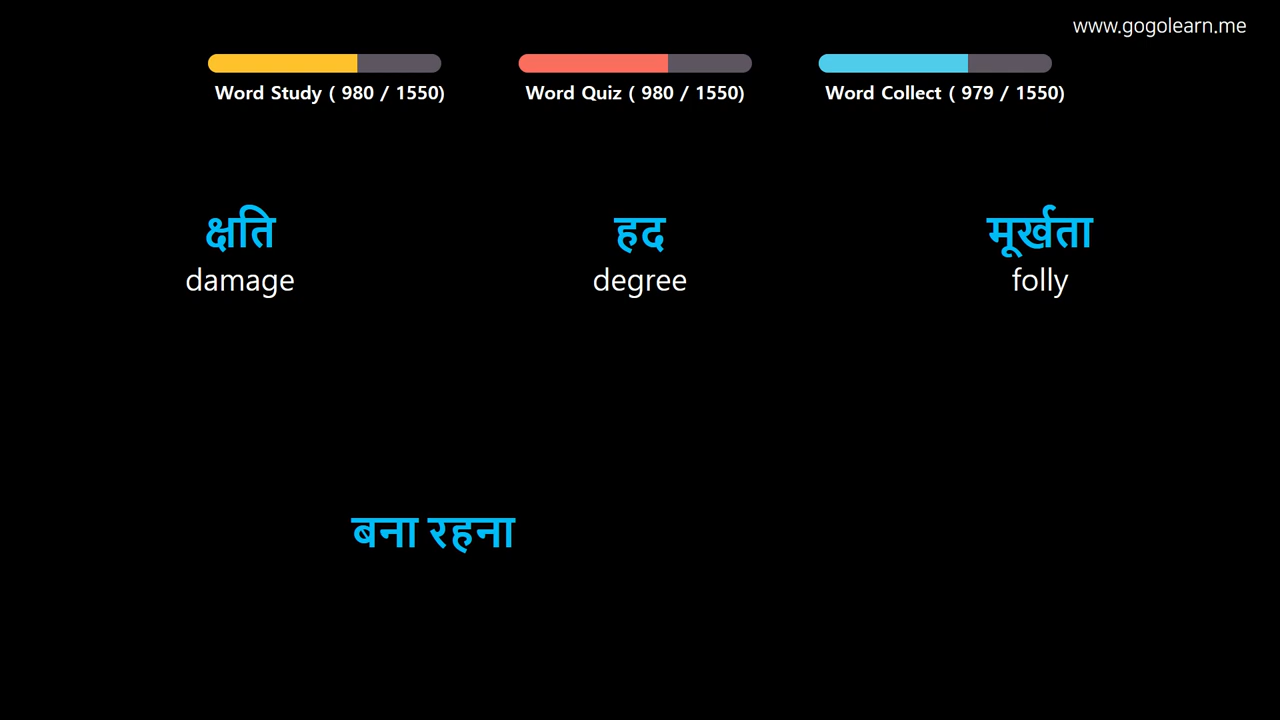 www.gogolearn.me
Word Study ( 980 / 1550)
Word Quiz ( 980 / 1550)
Word Collect ( 979 / 1550)
क्षति
हद
मूर्खता
damage
degree
folly
बना रहना